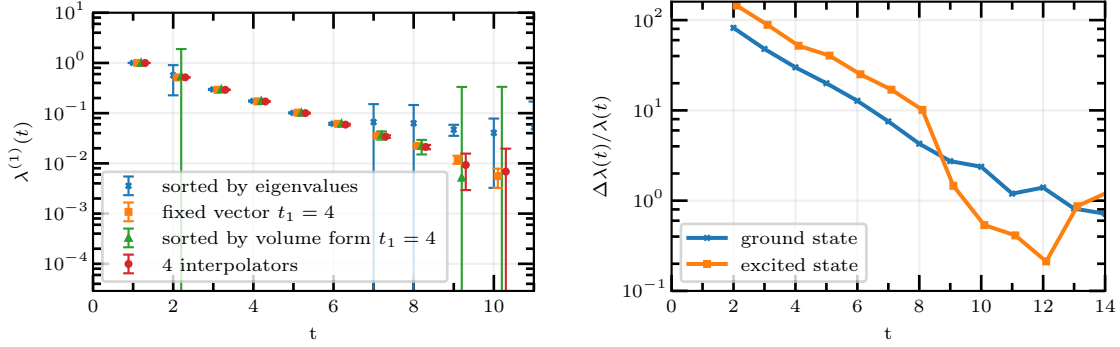 10^1
10^0
10^{-1}
10^{-2}
10^{-3}
10^{-4}
λ^{(1)}(t)
sorted by eigenvalues
fixed vector t_1 = 4
sorted by volume form t_1 = 4
4 interpolators
0 2 4 6 8 10
t
10^2
10^1
10^0
10^{-1}
Δλ(t)/λ(t)
ground state
excited state
0 2 4 6 8 10 12 14
t